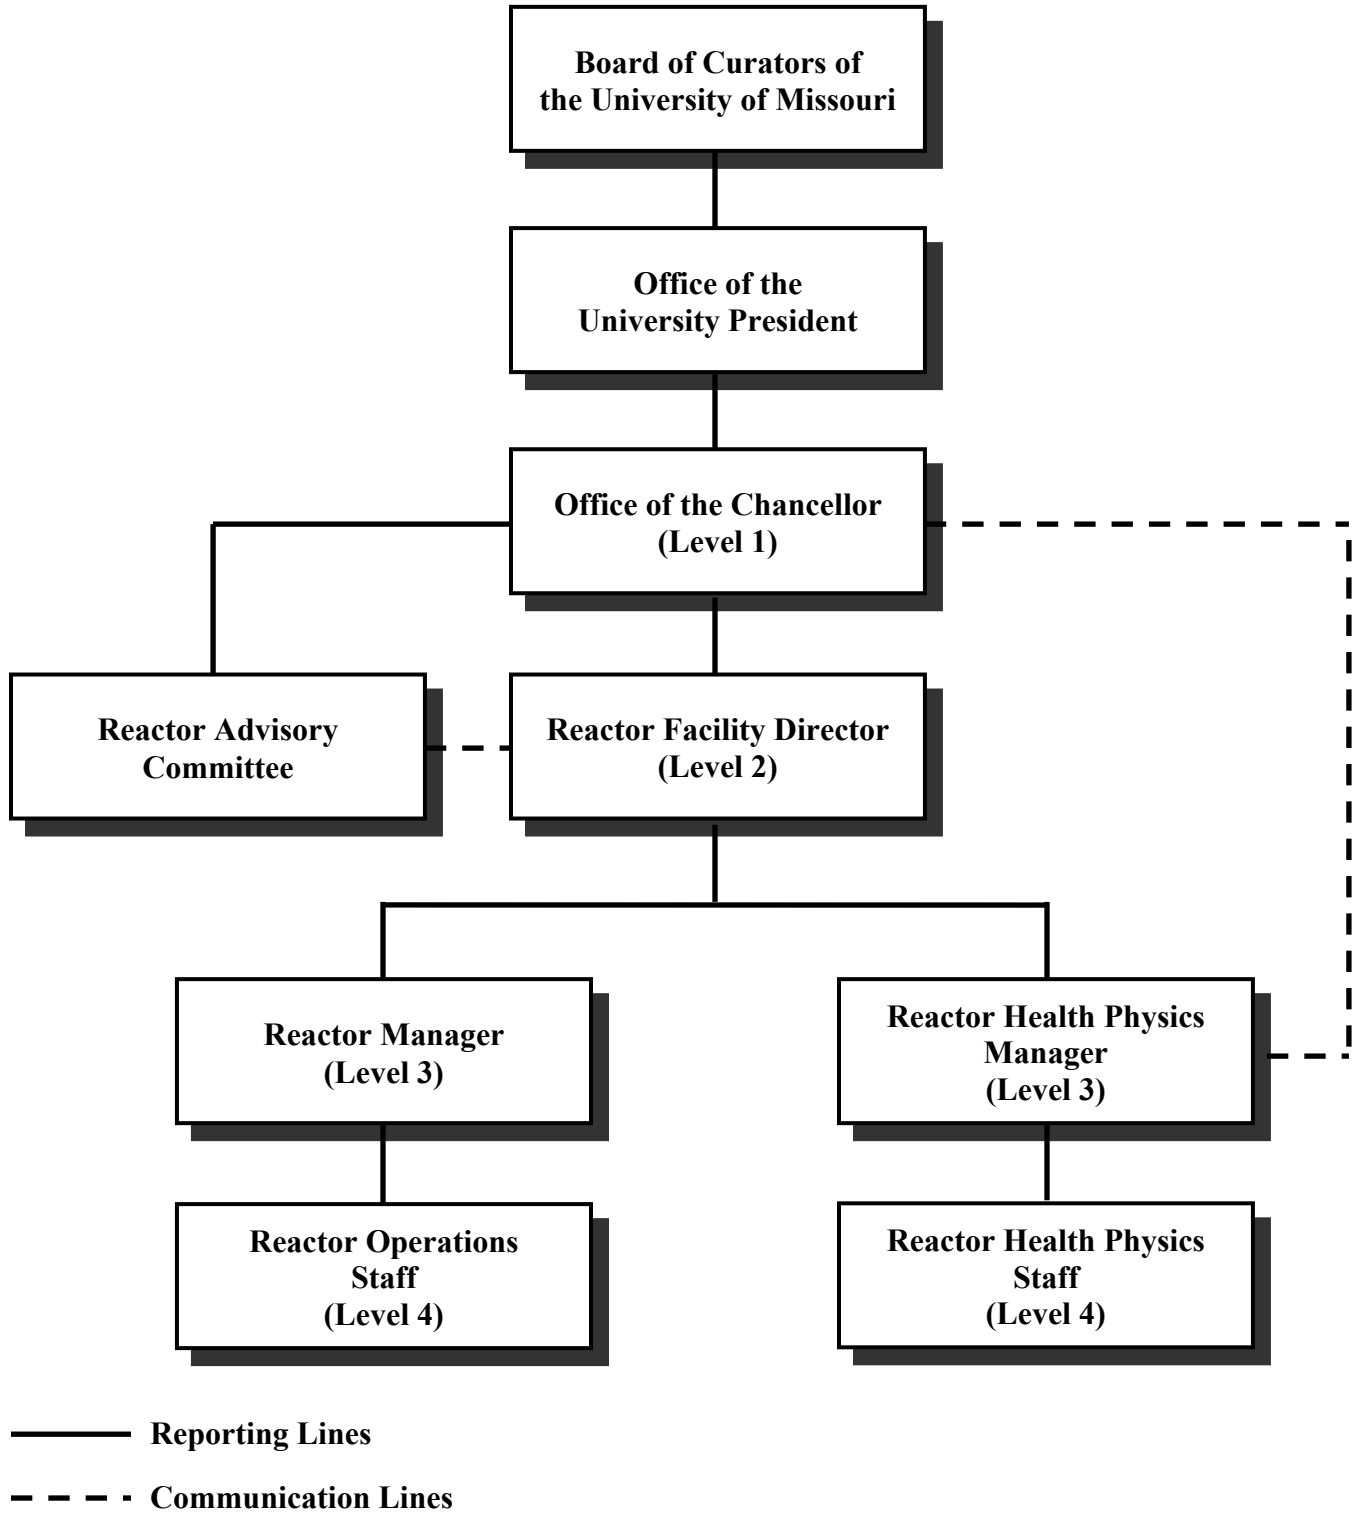 Board of Curators of
the University of Missouri
Office of the
University President
Office of the Chancellor
(Level 1)
Reactor Advisory
Committee
Reactor Facility Director
(Level 2)
Reactor Manager
(Level 3)
Reactor Health Physics
Manager
(Level 3)
Reactor Operations
Staff
(Level 4)
Reactor Health Physics
Staff
(Level 4)
Reporting Lines
Communication Lines